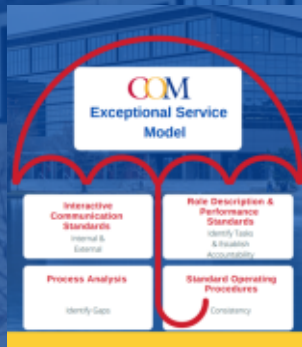 COM
Exceptional Service
Model
Interactive
Communication
Standards
Internal &
External
Role Description &
Performance
Standards
Identify Tasks
& Establish
Accountability
Process Analysis
Identify Gaps
Standard Operating
Procedures
Consistency